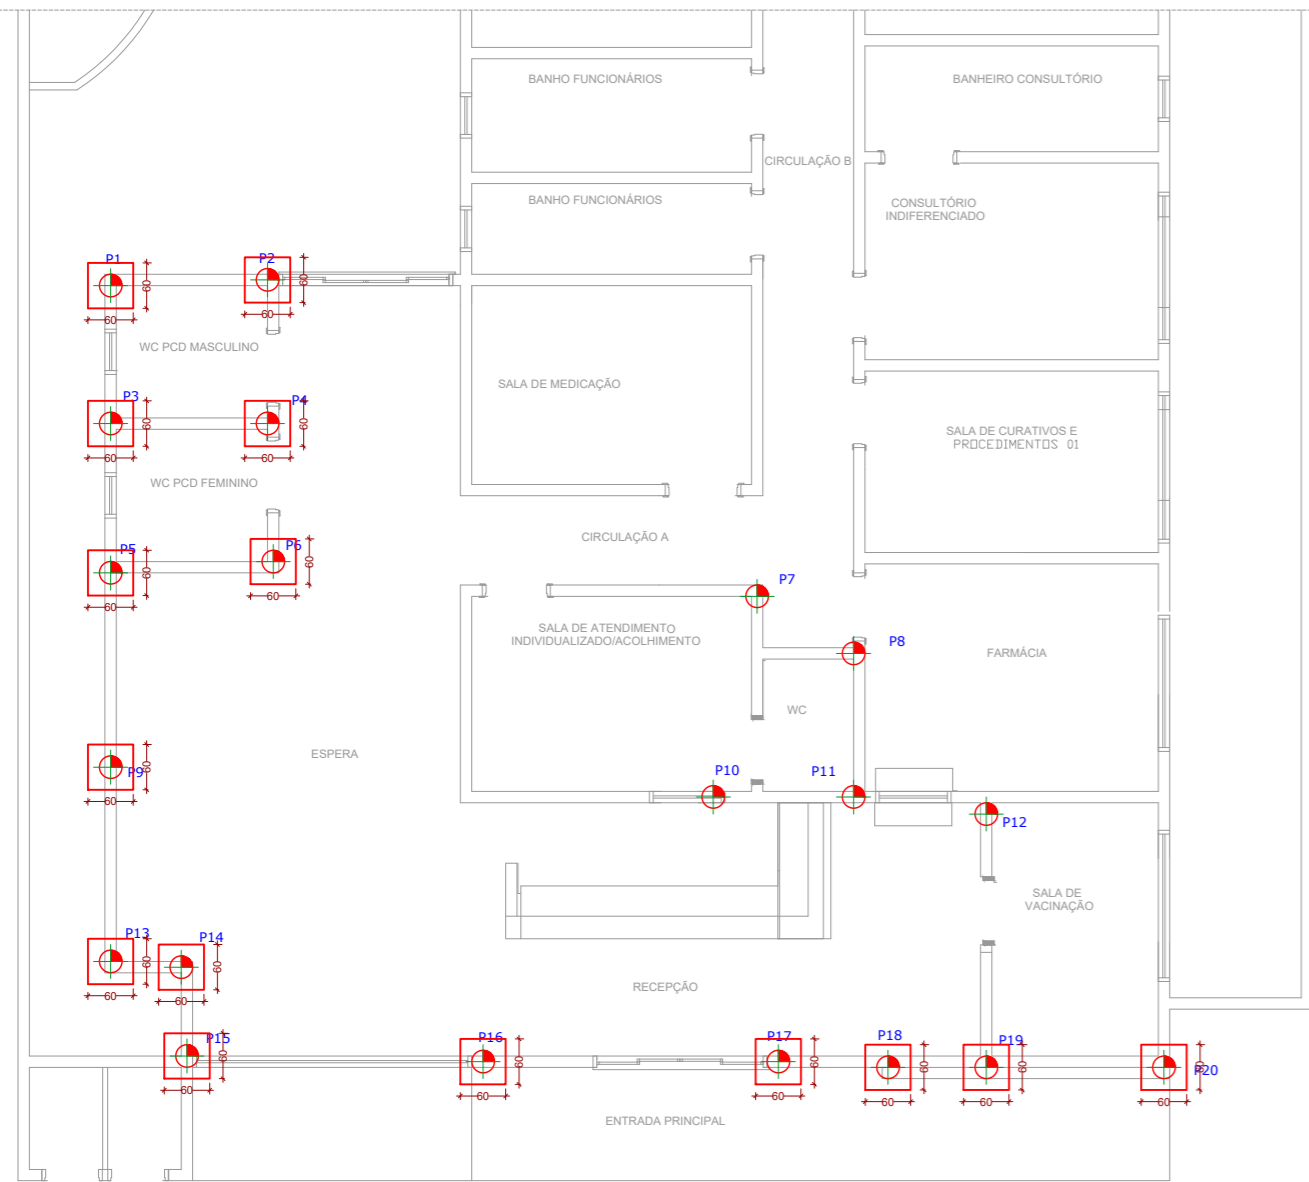 BANHO FUNCIONÁRIOS
BANHEIRO CONSULTÓRIO
CIRCULAÇÃO B
BANHO FUNCIONÁRIOS
CONSULTÓRIO
INDIFERENCIADO
P1
60
60
P2
60
60
WC PCD MASCULINO
SALA DE MEDICAÇÃO
P3
60
60
P4
60
60
SALA DE CURATIVOS E
PROCEDIMENTOS 01
WC PCD FEMININO
CIRCULAÇÃO A
P5
60
60
P6
60
60
P7
SALA DE ATENDIMENTO
INDIVIDUALIZADO/ACOLHIMENTO
P8
FARMÁCIA
WC
ESPERA
P9
60
60
P10
P11
P12
SALA DE
VACINAÇÃO
P13
60
60
P14
60
60
RECEPÇÃO
P15
60
60
P16
60
60
P17
60
60
P18
60
60
P19
60
60
P20
60
60
ENTRADA PRINCIPAL